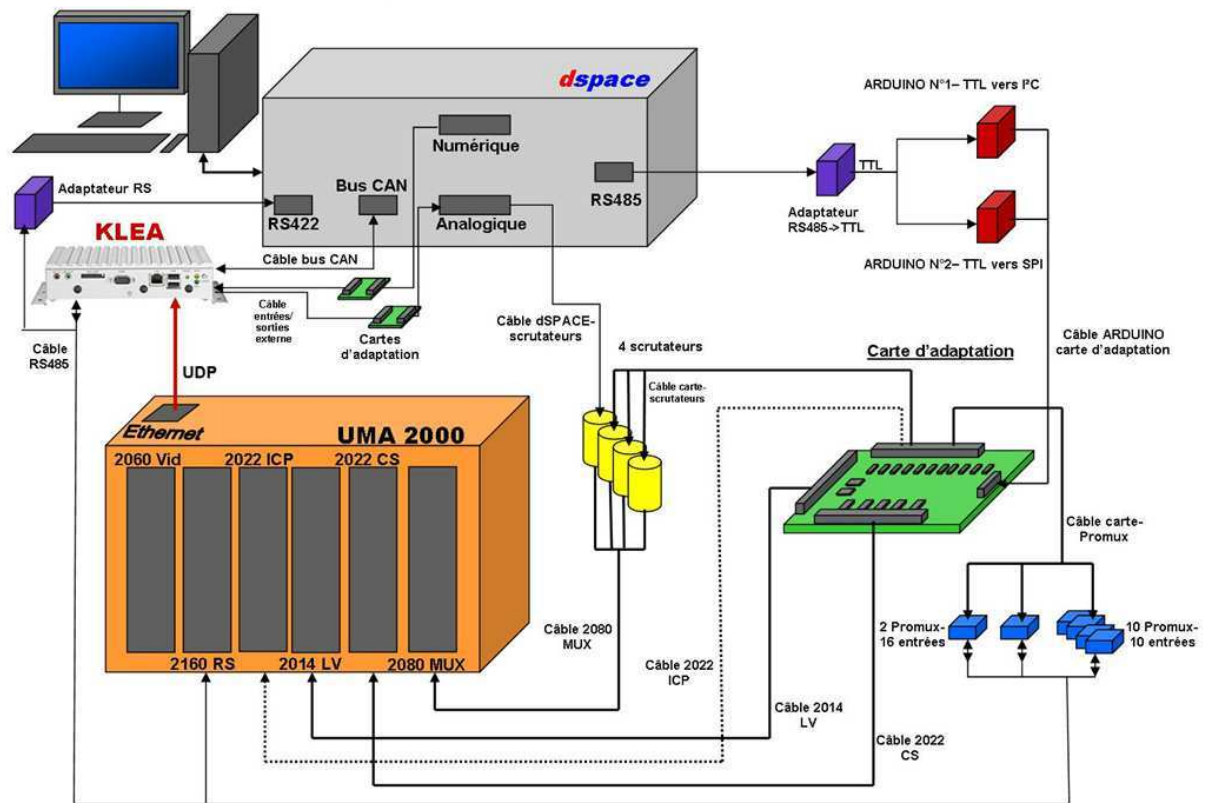 dspace
ARDUINO N°1– TTL vers I²C
Numérique
Adaptateur RS
Bus CAN
RS485
TTL
RS422
Analogique
Adaptateur
RS485->TTL
KLEA
Câble bus CAN
ARDUINO N°2– TTL vers SPI
Câble
entrées/
sorties
externe
Cartes
d'adaptation
Câble dSPACE-
scrutateurs
Câble ARDUINO
carte d'adaptation
Câble
RS485
4 scrutateurs
Carte d'adaptation
UDP
Câble carte-
scrutateurs
Ethernet
UMA 2000
2060 Vid
2022 ICP
2022 CS
Câble carte-
Promux
2 Promux-
16 entrées
10 Promux-
10 entrées
Câble 2080
MUX
2160 RS
2014 LV
2080 MUX
Câble 2022
ICP
Câble 2014
LV
Câble 2022
CS